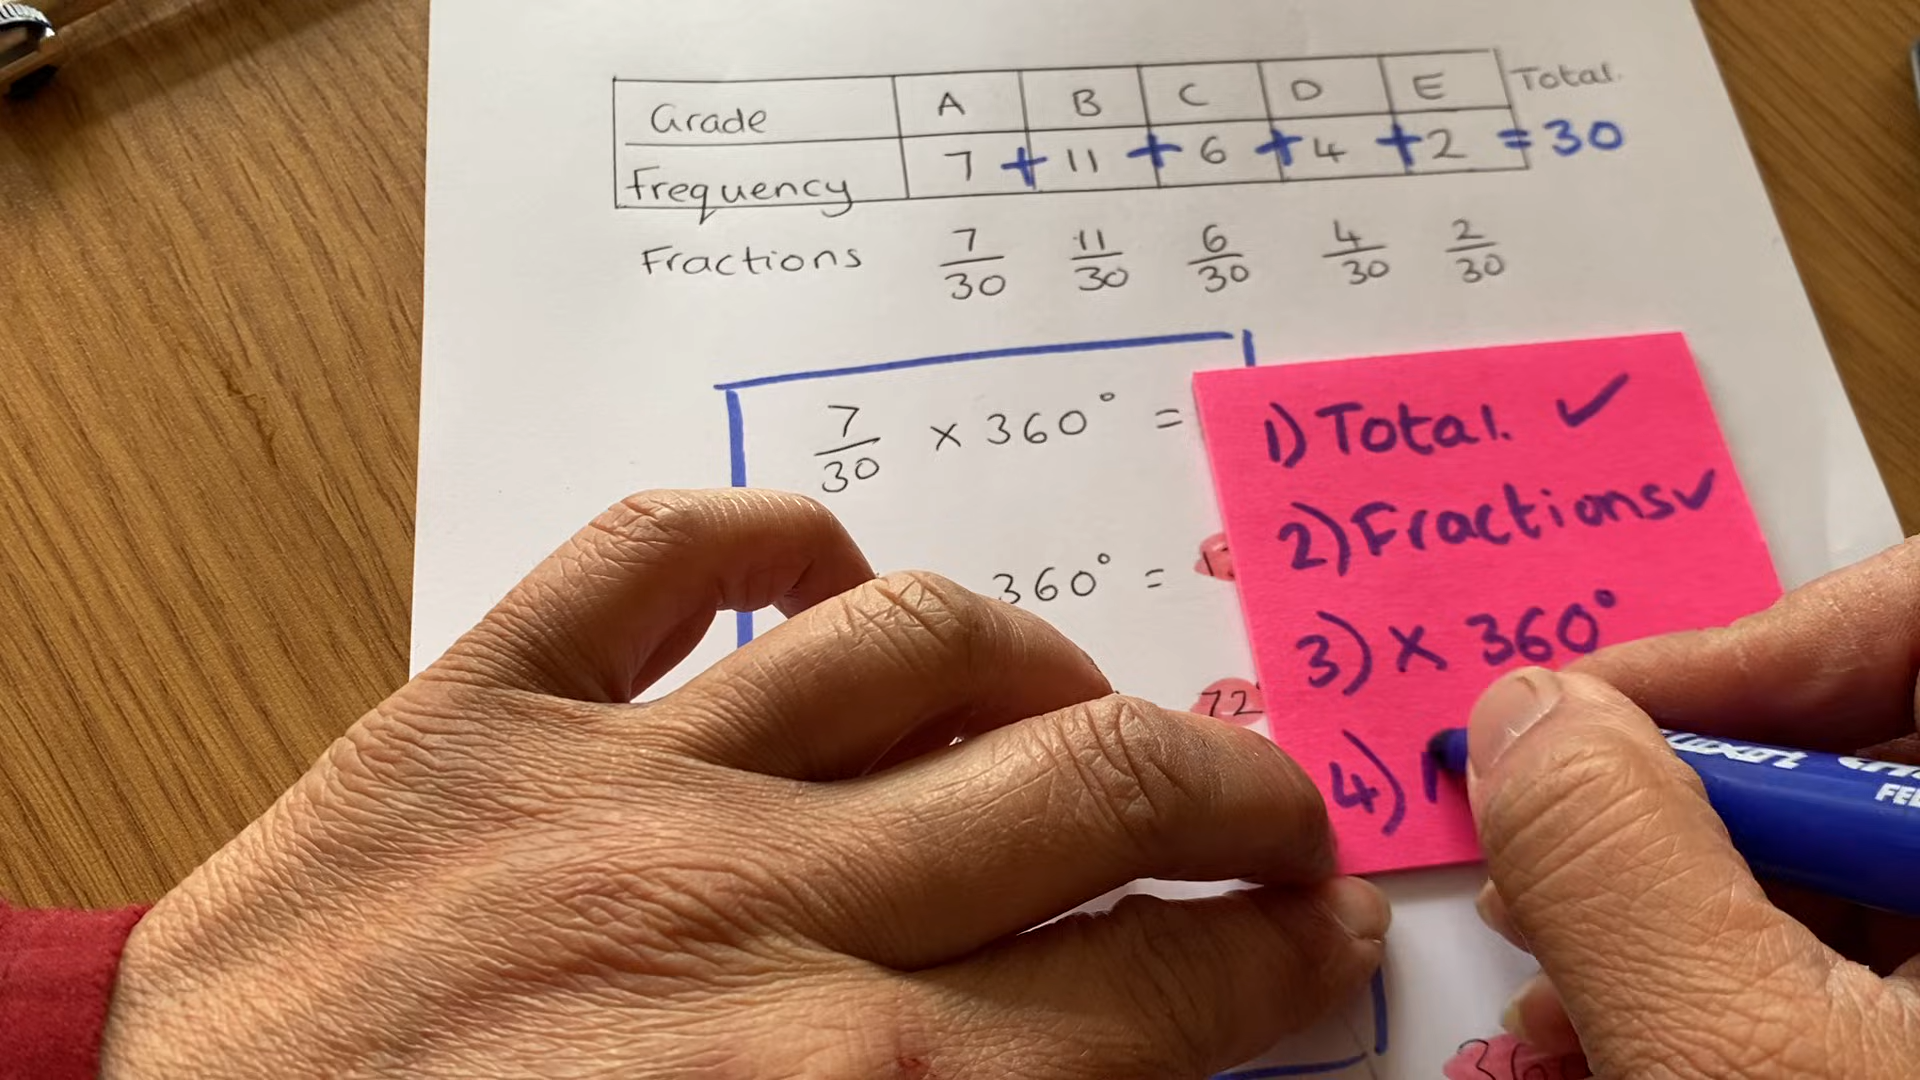 Grade A B C D E Total.
Frequency 7 + 11 + 6 + 4 + 2 = 30
Fractions 7/30 11/30 6/30 4/30 2/30
7/30 × 360° =
360° =
72°
1) Total. ✓
2) Fractions ✓
3) × 360°
4)